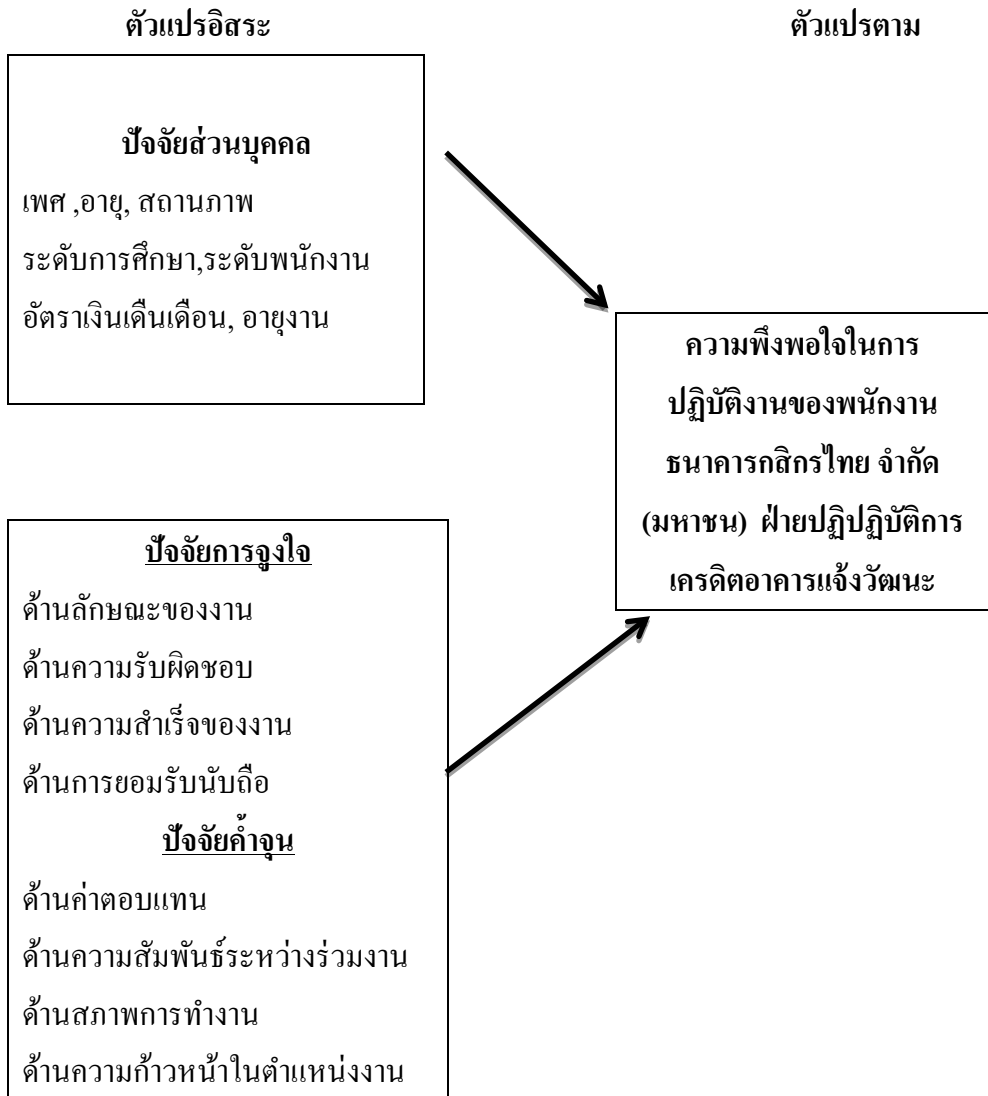 ตัวแปรอิสระ
ตัวแปรตาม
ปัจจัยส่วนบุคคล
เพศ ,อายุ, สถานภาพ
ระดับการศึกษา,ระดับพนักงาน
อัตราเงินเดืนเดือน, อายุงาน
ความพึงพอใจในการ
ปฏิบัติงานของพนักงาน
ธนาคารกสิกรไทย จำกัด
(มหาชน) ฝ่ายปฏิปฏิบัติการ
เครดิตอาคารแจ้งวัฒนะ
ปัจจัยการจูงใจ
ด้านลักษณะของงาน
ด้านความรับผิดชอบ
ด้านความสำเร็จของงาน
ด้านการยอมรับนับถือ
ปัจจัยค้ำจุน
ด้านค่าตอบแทน
ด้านความสัมพันธ์ระหว่างร่วมงาน
ด้านสภาพการทำงาน
ด้านความก้าวหน้าในตำแหน่งงาน